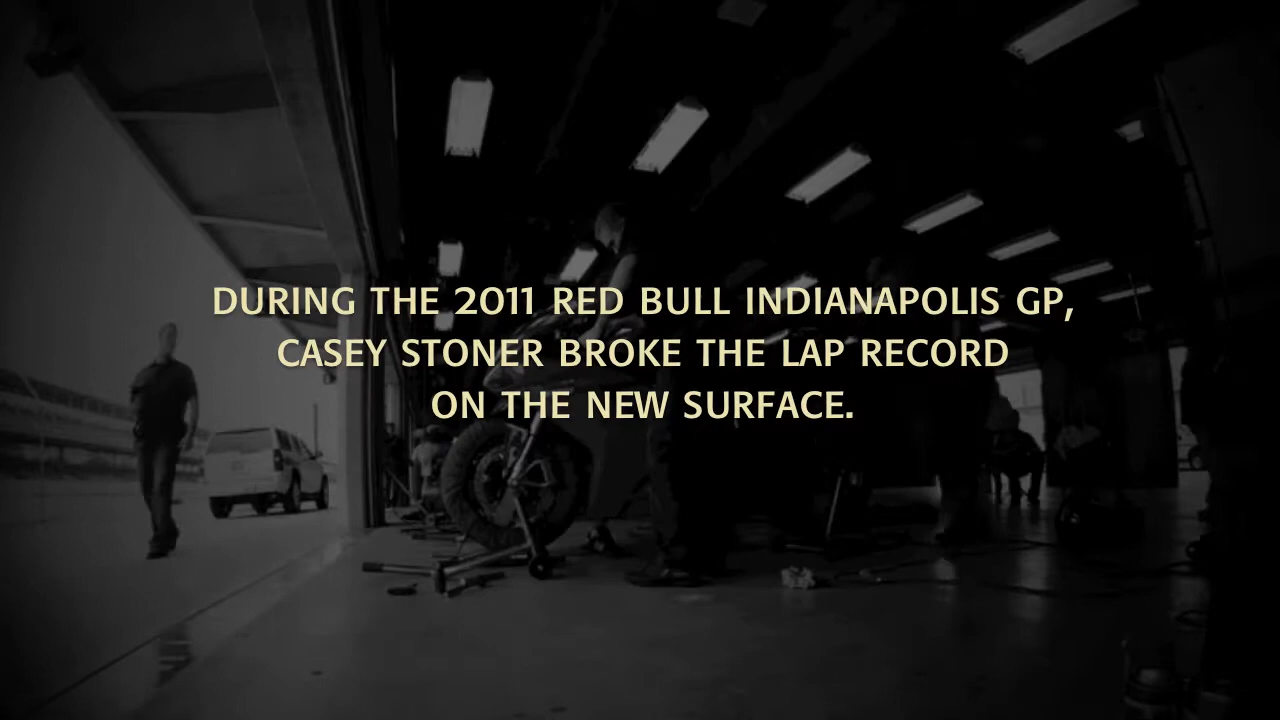 DURING THE 2011 RED BULL INDIANAPOLIS GP,
CASEY STONER BROKE THE LAP RECORD
ON THE NEW SURFACE.